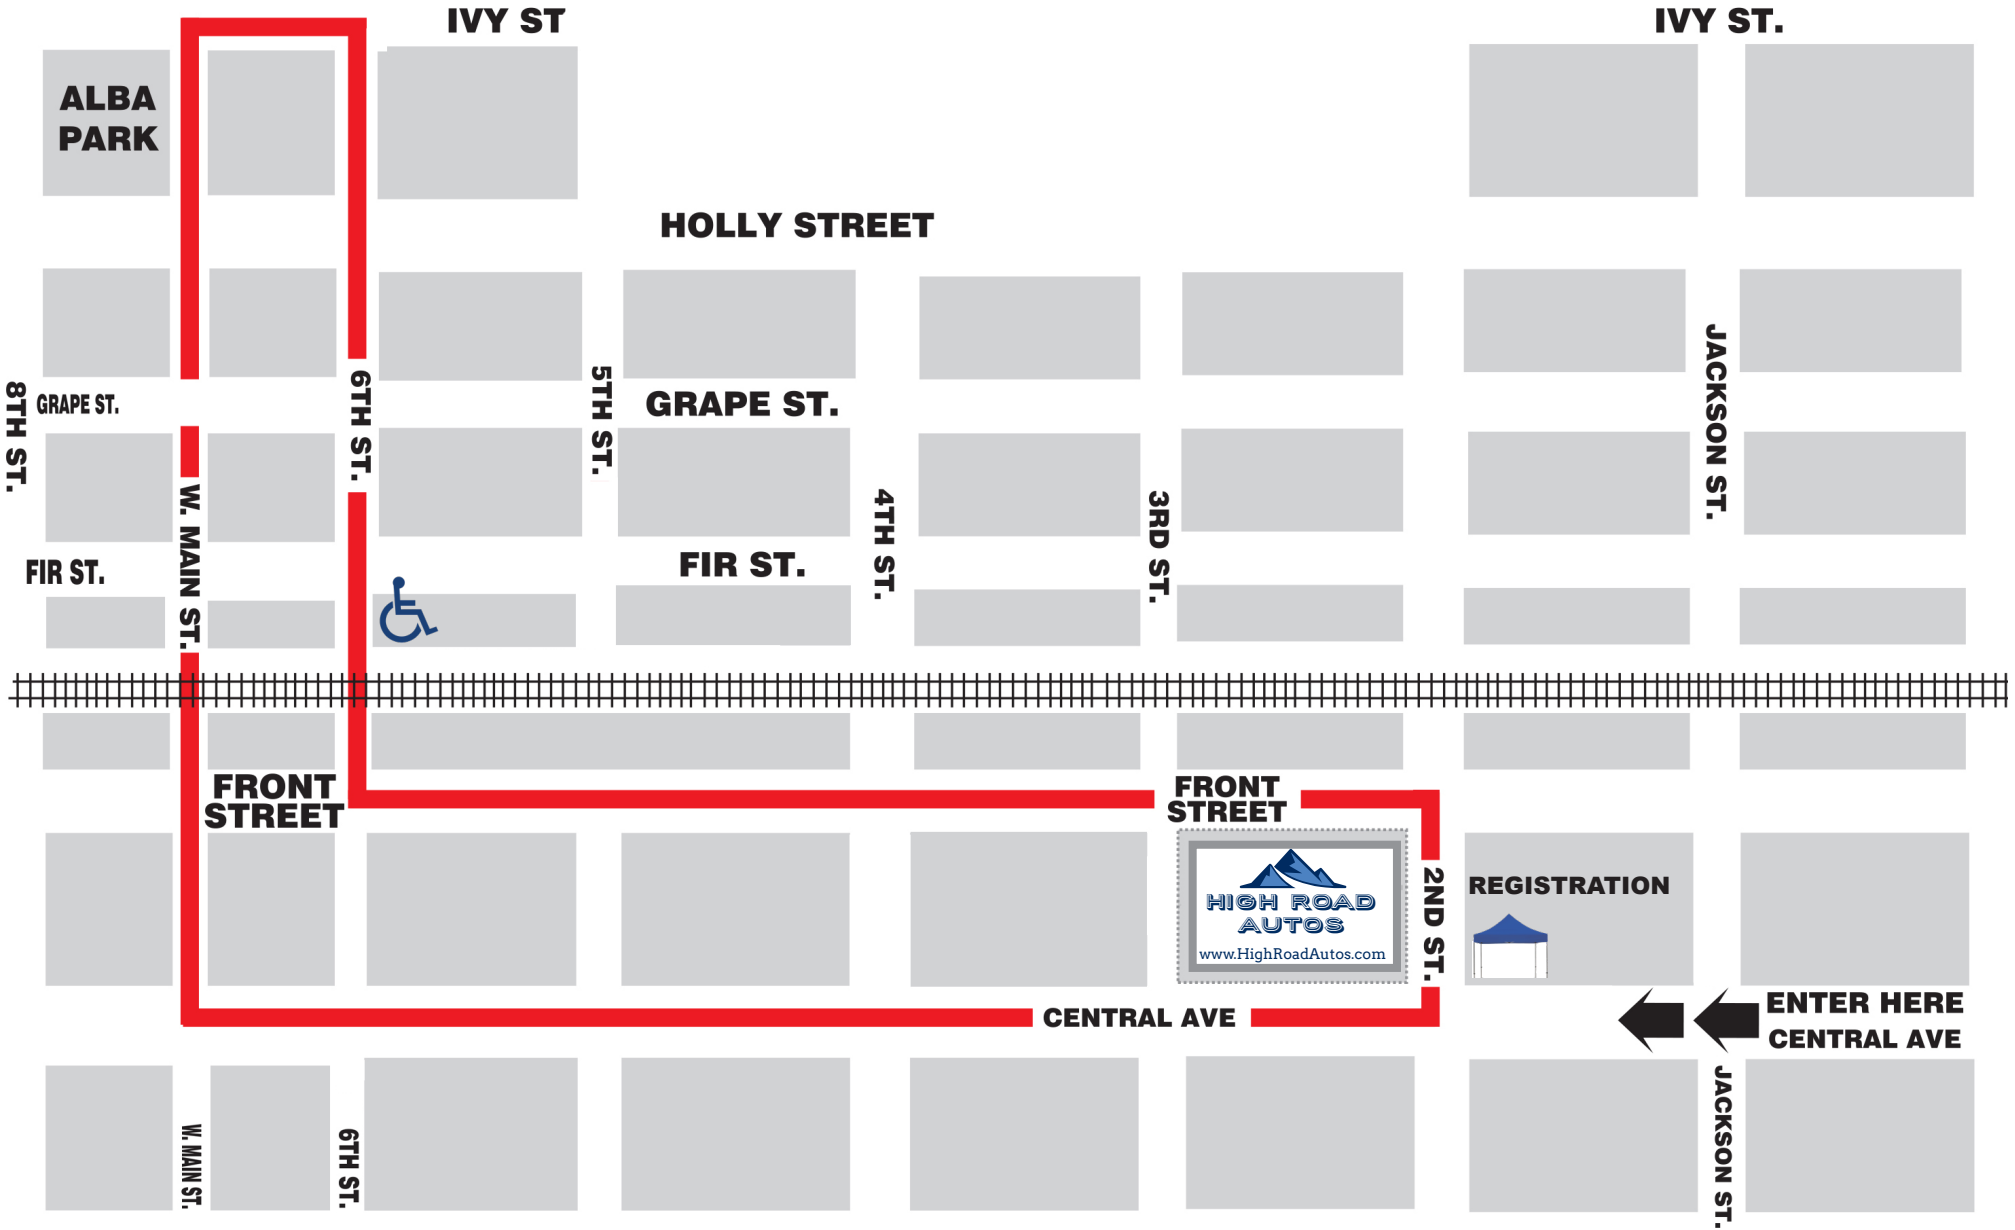 IVY ST
IVY ST.
ALBA
PARK
HOLLY STREET
8TH ST.
GRAPE ST.
6TH ST.
5TH ST.
GRAPE ST.
JACKSON ST.
W. MAIN ST.
4TH ST.
3RD ST.
FIR ST.
FIR ST.
FRONT
STREET
FRONT
STREET
HIGH ROAD
AUTOS
www.HighRoadAutos.com
2ND ST.
REGISTRATION
CENTRAL AVE
ENTER HERE
CENTRAL AVE
W. MAIN ST.
6TH ST.
JACKSON ST.